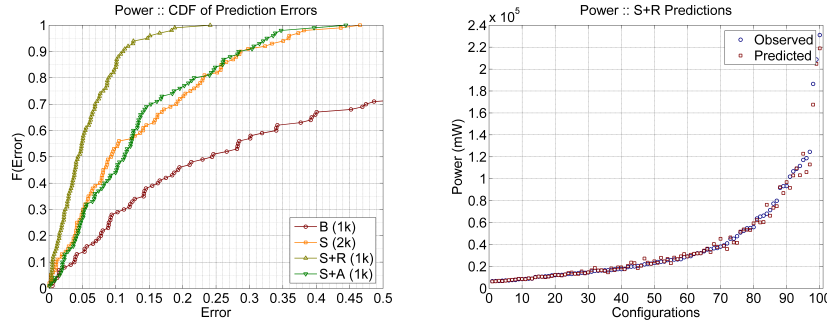 Power :: CDF of Prediction Errors
1
0.9
0.8
0.7
0.6
0.5
0.4
0.3
0.2
0.1
0
F(Error)
0 0.05 0.1 0.15 0.2 0.25 0.3 0.35 0.4 0.45 0.5
Error
B (1k)
S (2k)
S+R (1k)
S+A (1k)
Power :: S+R Predictions
x 10^5
2.4
2.2
2
1.8
1.6
1.4
1.2
1
0.8
0.6
0.4
0.2
0
Power (mW)
0 10 20 30 40 50 60 70 80 90 100
Configurations
Observed
Predicted